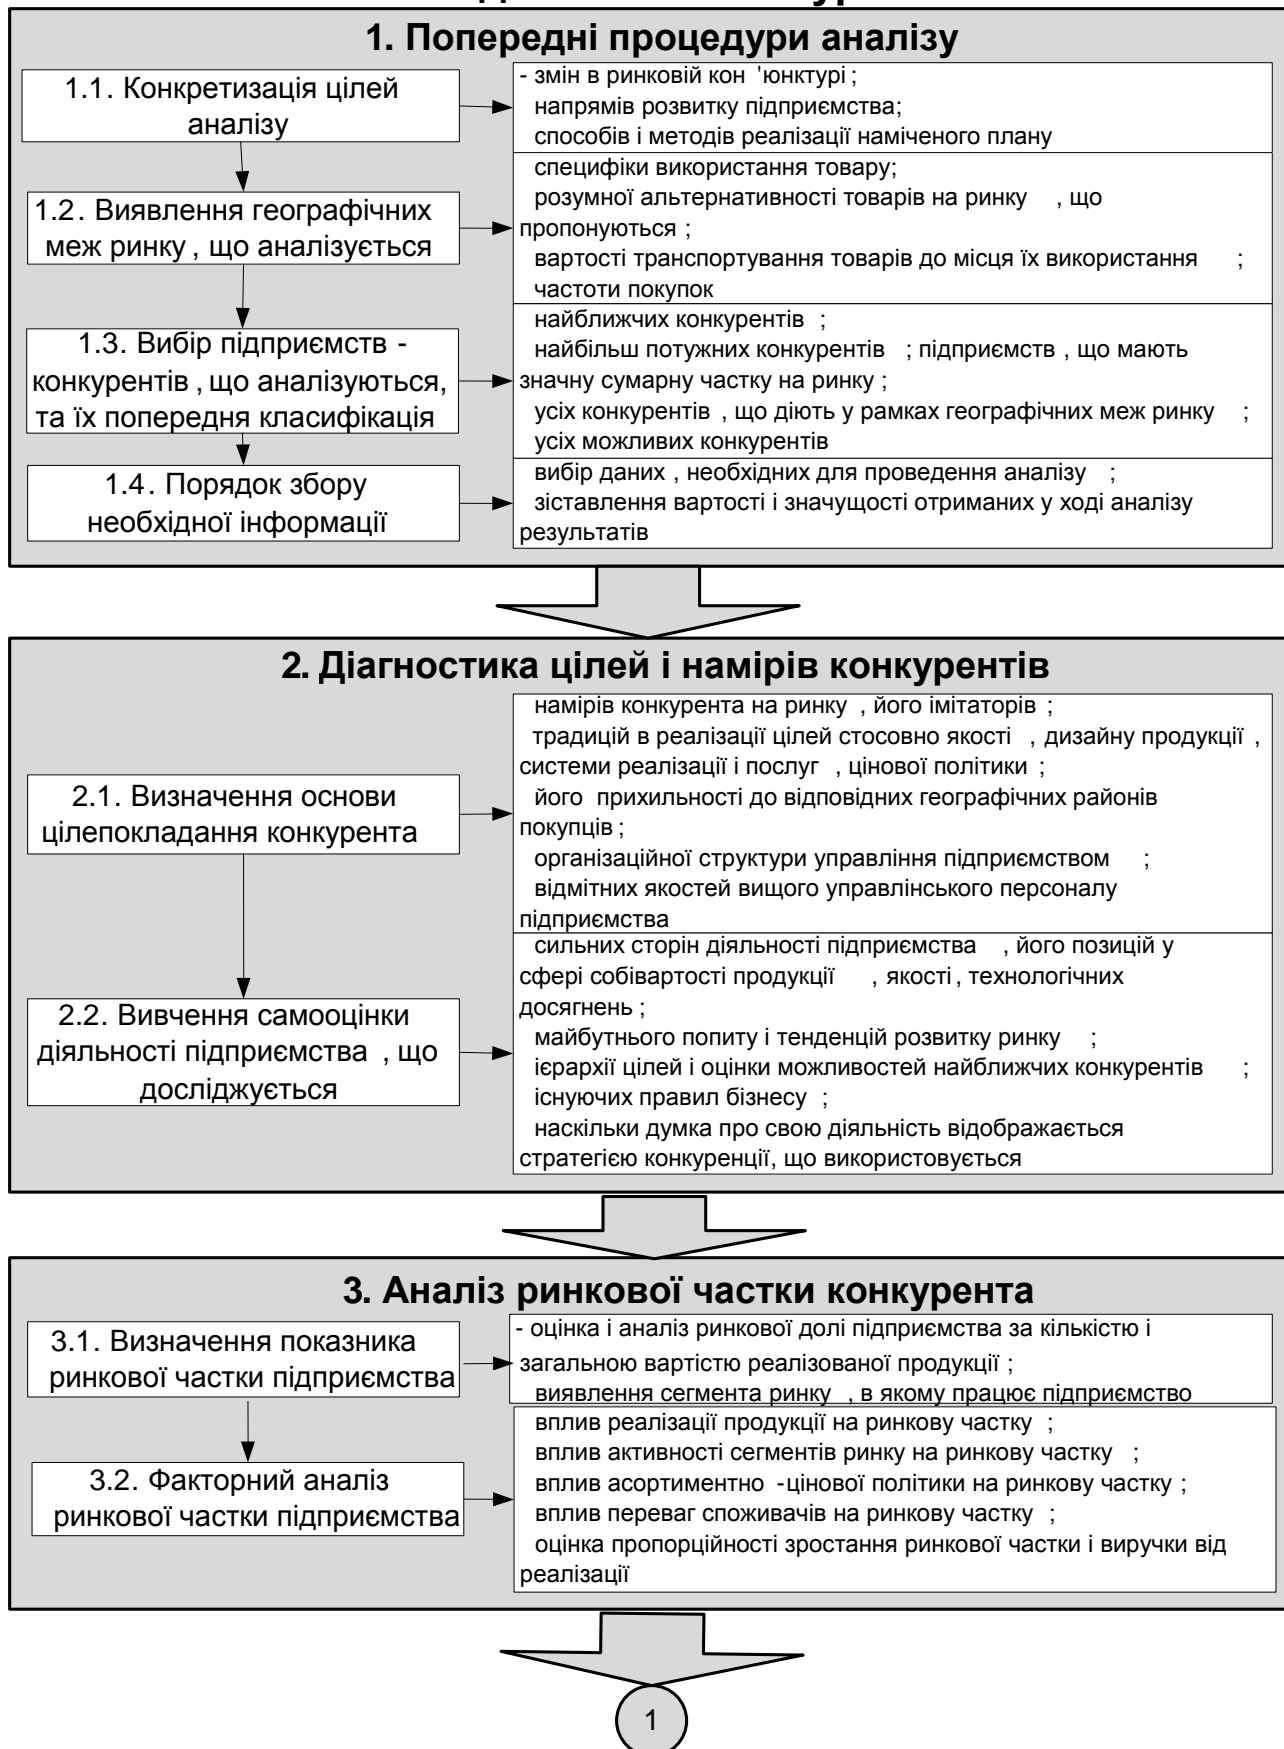 1. Попередні процедури аналізу
1.1. Конкретизація цілей
аналізу
- змін в ринковій кон 'юнктурі ;
напрямів розвитку підприємства;
способів і методів реалізації наміченого плану
1.2. Виявлення географічних
меж ринку , що аналізується
специфіки використання товару;
розумної альтернативності товарів на ринку , що
пропонуються ;
вартості транспортування товарів до місця їх використання ;
частоти покупок
1.3. Вибір підприємств -
конкурентів , що аналізуються,
та їх попередня класифікація
найближчих конкурентів ;
найбільш потужних конкурентів ; підприємств , що мають
значну сумарну частку на ринку ;
усіх конкурентів , що діють у рамках географічних меж ринку ;
усіх можливих конкурентів
1.4. Порядок збору
необхідної інформації
вибір даних , необхідних для проведення аналізу ;
зіставлення вартості і значущості отриманих у ході аналізу
результатів
2. Діагностика цілей і намірів конкурентів
2.1. Визначення основи
цілепокладання конкурента
намірів конкурента на ринку , його імітаторів ;
традицій в реалізації цілей стосовно якості , дизайну продукції ,
системи реалізації і послуг , цінової політики ;
його прихильності до відповідних географічних районів
покупців ;
організаційної структури управління підприємством ;
відмітних якостей вищого управлінського персоналу
підприємства
2.2. Вивчення самооцінки
діяльності підприємства , що
досліджується
сильних сторін діяльності підприємства , його позицій у
сфері собівартості продукції , якості , технологічних
досягнень ;
майбутнього попиту і тенденцій розвитку ринку ;
ієрархії цілей і оцінки можливостей найближчих конкурентів ;
існуючих правил бізнесу ;
наскільки думка про свою діяльність відображається
стратегією конкуренції, що використовується
3. Аналіз ринкової частки конкурента
3.1. Визначення показника
ринкової частки підприємства
- оцінка і аналіз ринкової долі підприємства за кількістю і
загальною вартістю реалізованої продукції ;
виявлення сегмента ринку , в якому працює підприємство
3.2. Факторний аналіз
ринкової частки підприємства
вплив реалізації продукції на ринкову частку ;
вплив активності сегментів ринку на ринкову частку ;
вплив асортиментно -цінової політики на ринкову частку ;
вплив переваг споживачів на ринкову частку ;
оцінка пропорційності зростання ринкової частки і виручки від
реалізації
1